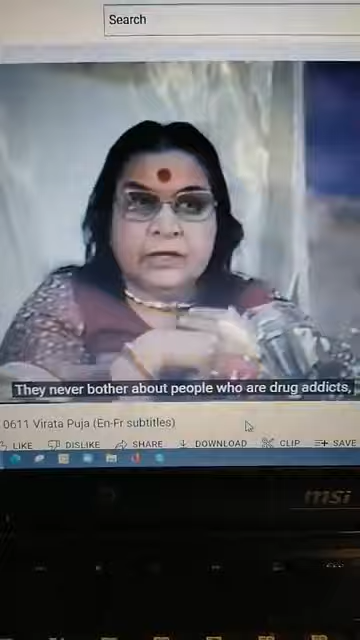 Search
They never bother about people who are drug addicts,
0611 Virata Puja (En-Fr subtitles)
LIKE DISLIKE SHARE DOWNLOAD CLIP SAVE
msi